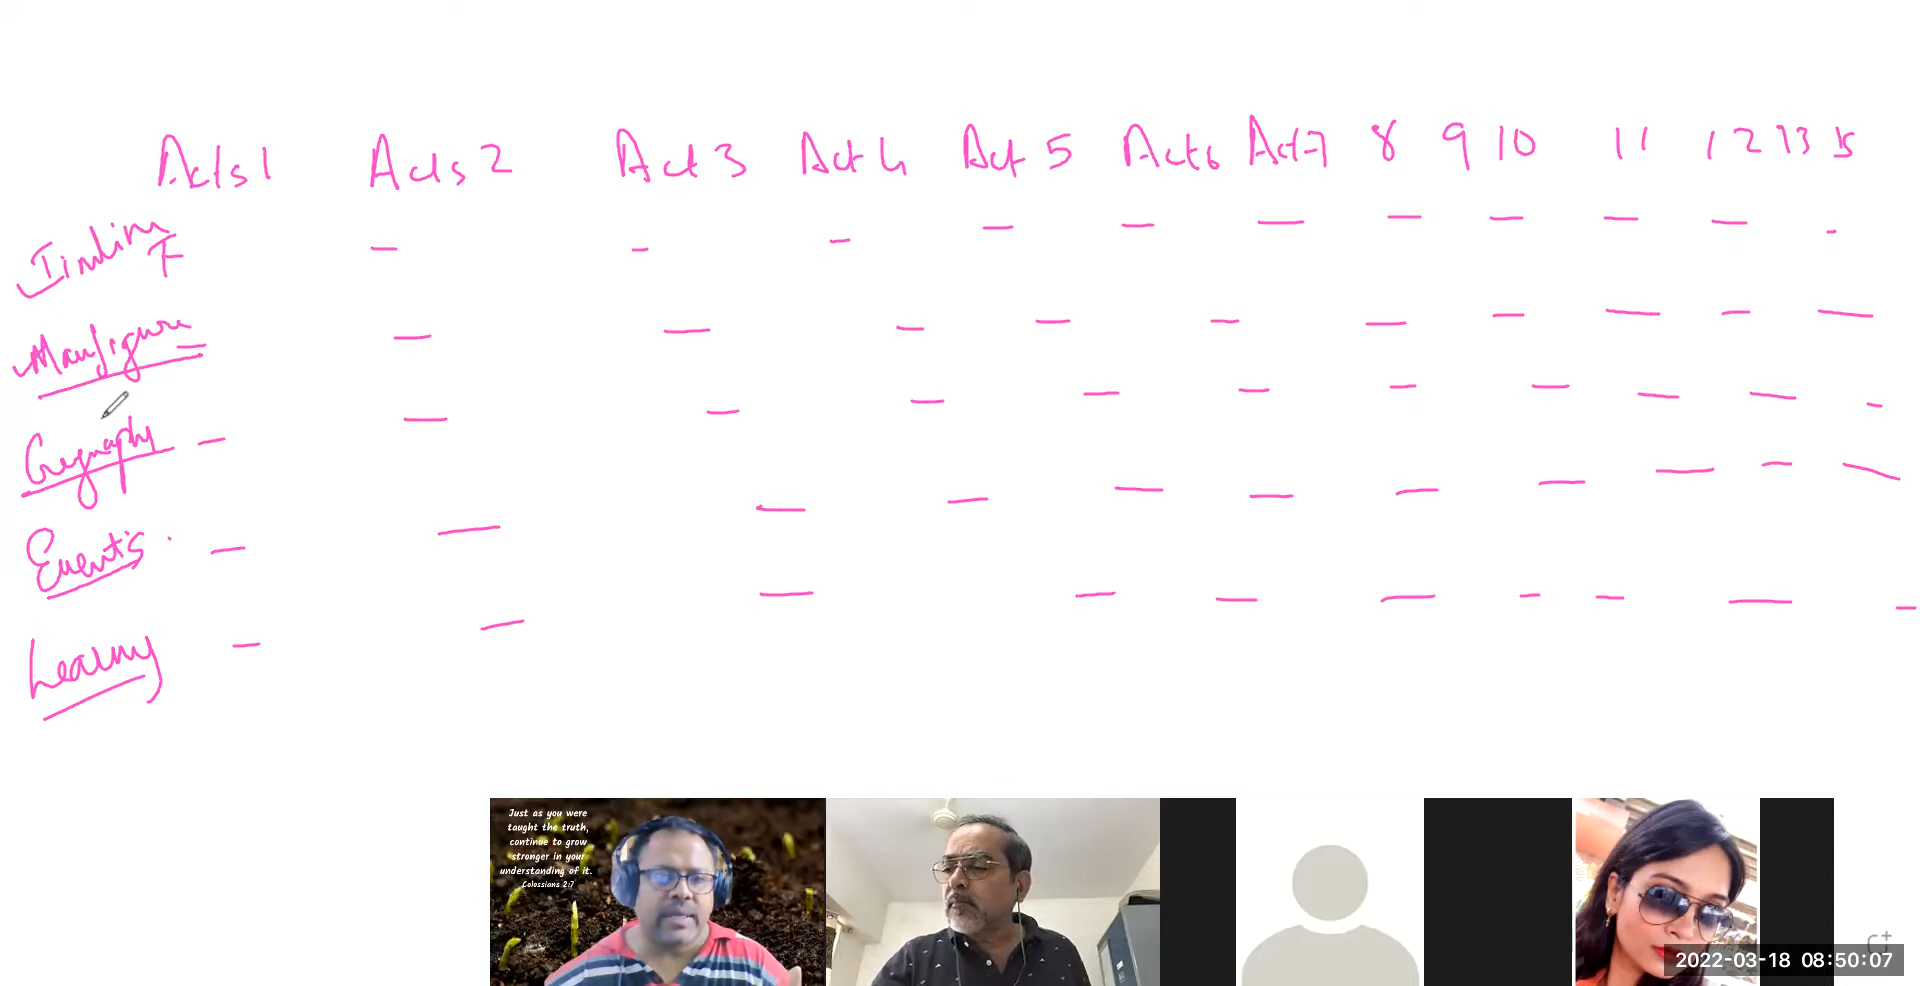 Acts 1 Acts 2 Act 3 Act 4 Act 5 Act 6 Act 7 8 9 10 11 12 13 15
Timeline
F
Main figure
Geography
Events
Learny
Just as you were
taught the truth,
continue to grow
stronger in your
understanding of it.
Colossians 2:7
2022-03-18 08:50:07